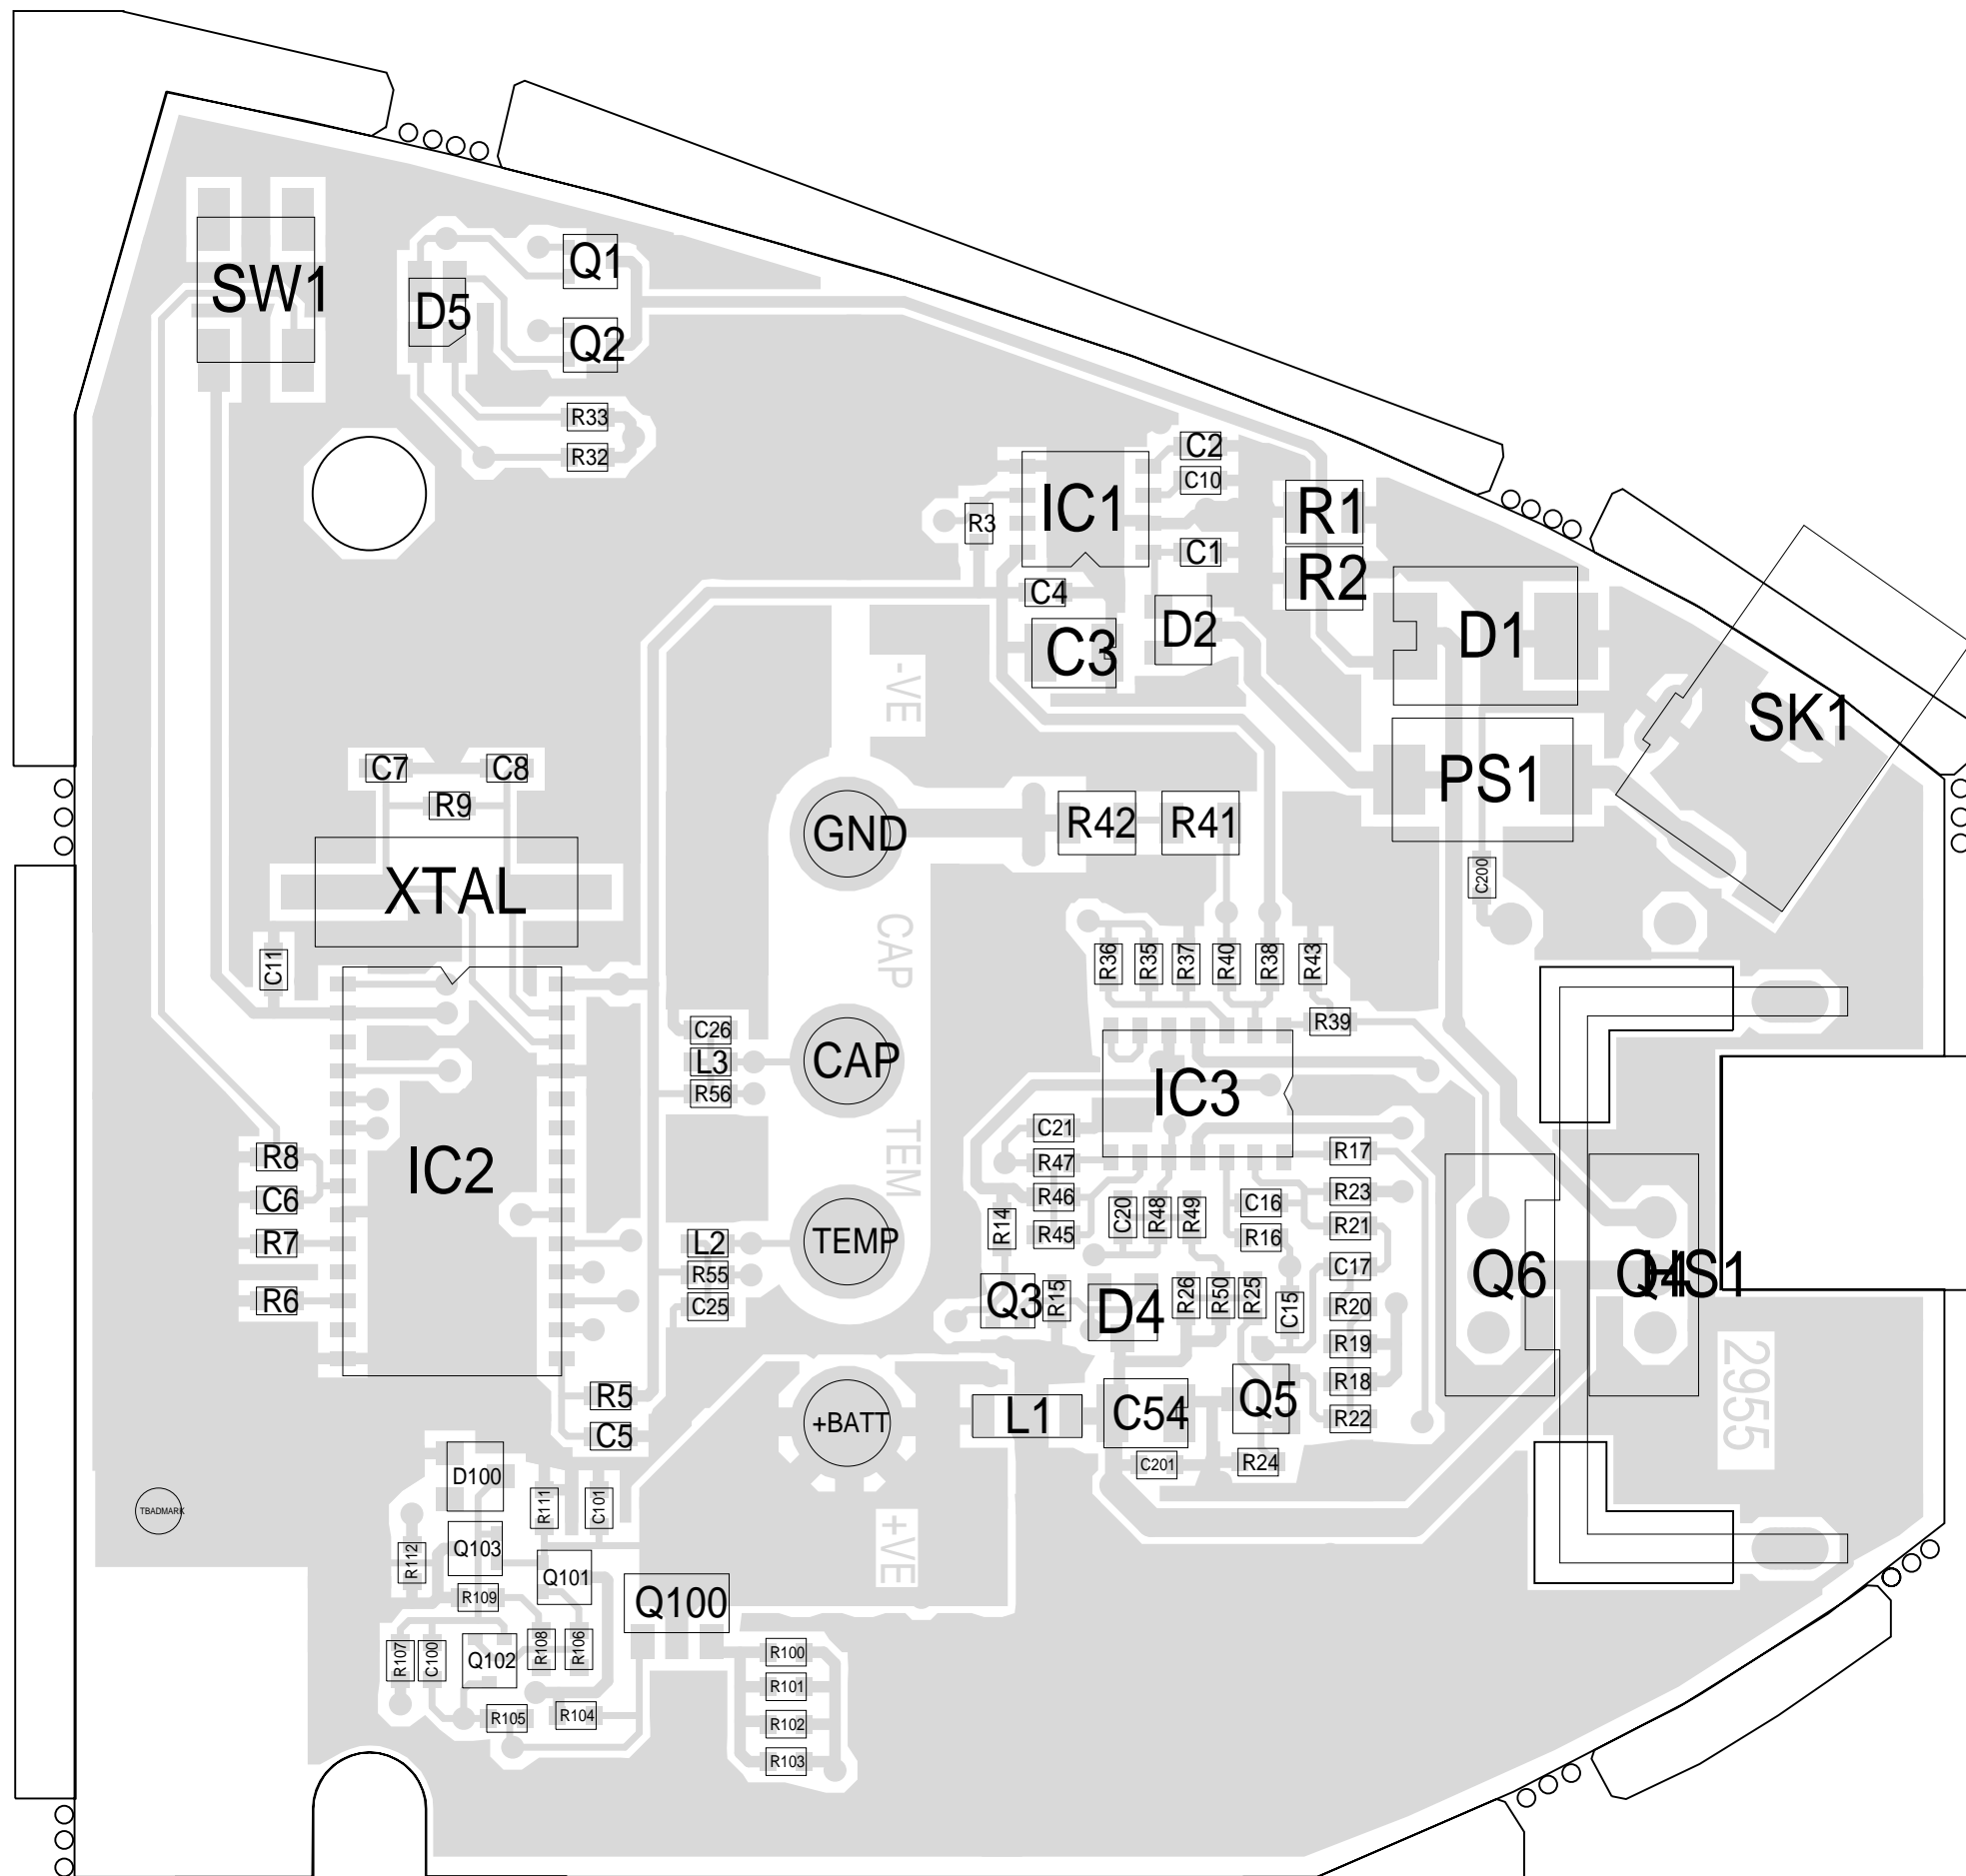 Q1
SW1
D5
Q2
R33
R32
C2
C10
IC1
R1
R3
C1
R2
C4
D2
D1
C3
-VE
SK1
C7
C8
PS1
R9
R42
R41
GND
C200
XTAL
CAP
C11
R36
R35
R37
R40
R38
R43
R39
C26
L3
CAP
R56
IC3
C21
R17
R8
R47
TEM
IC2
R46
R23
C6
C16
C20
R48
R49
R14
R21
R45
R16
R7
L2
TEMP
R55
C17
Q6
Q4
HS1
R6
C25
Q3
R15
D4
R26
R50
R25
C15
R20
R19
R18
R5
2955
L1
C54
Q5
R22
+BATT
C5
C201
R24
D100
TBADMARK
R111
C101
+VE
Q103
R112
Q101
R109
Q100
R107
C100
Q102
R108
R106
R100
R101
R105
R104
R102
R103